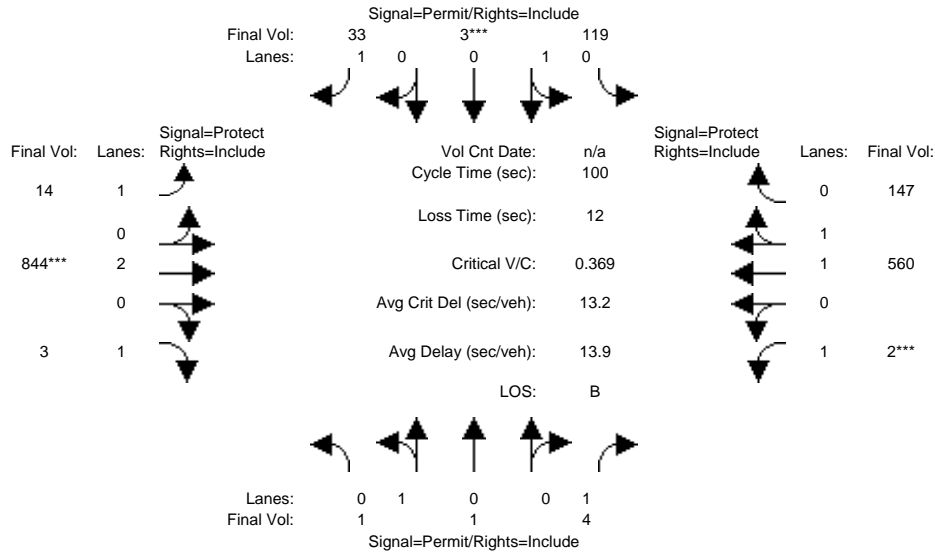 Signal=Permit/Rights=Include
Final Vol: 33 3*** 119
Lanes: 1 0 0 1 0
Signal=Protect Signal=Protect
Final Vol: Lanes: Rights=Include Vol Cnt Date: n/a Rights=Include Lanes: Final Vol:
Cycle Time (sec): 100
14 1 0 147
Loss Time (sec): 12
0 1
844*** 2 Critical V/C: 0.369 1 560
0 Avg Crit Del (sec/veh): 13.2 0
3 1 Avg Delay (sec/veh): 13.9 1 2***
LOS: B
Lanes: 0 1 0 0 1
Final Vol: 1 1 4
Signal=Permit/Rights=Include